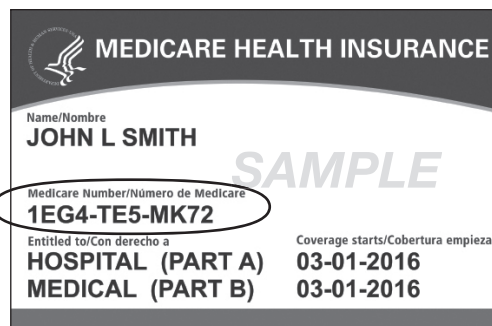 MEDICARE HEALTH INSURANCE
Name/Nombre
JOHN L SMITH
SAMPLE
Medicare Number/Número de Medicare
1EG4-TE5-MK72
Entitled to/Con derecho a
Coverage starts/Cobertura empieza
HOSPITAL (PART A) 03-01-2016
MEDICAL (PART B) 03-01-2016